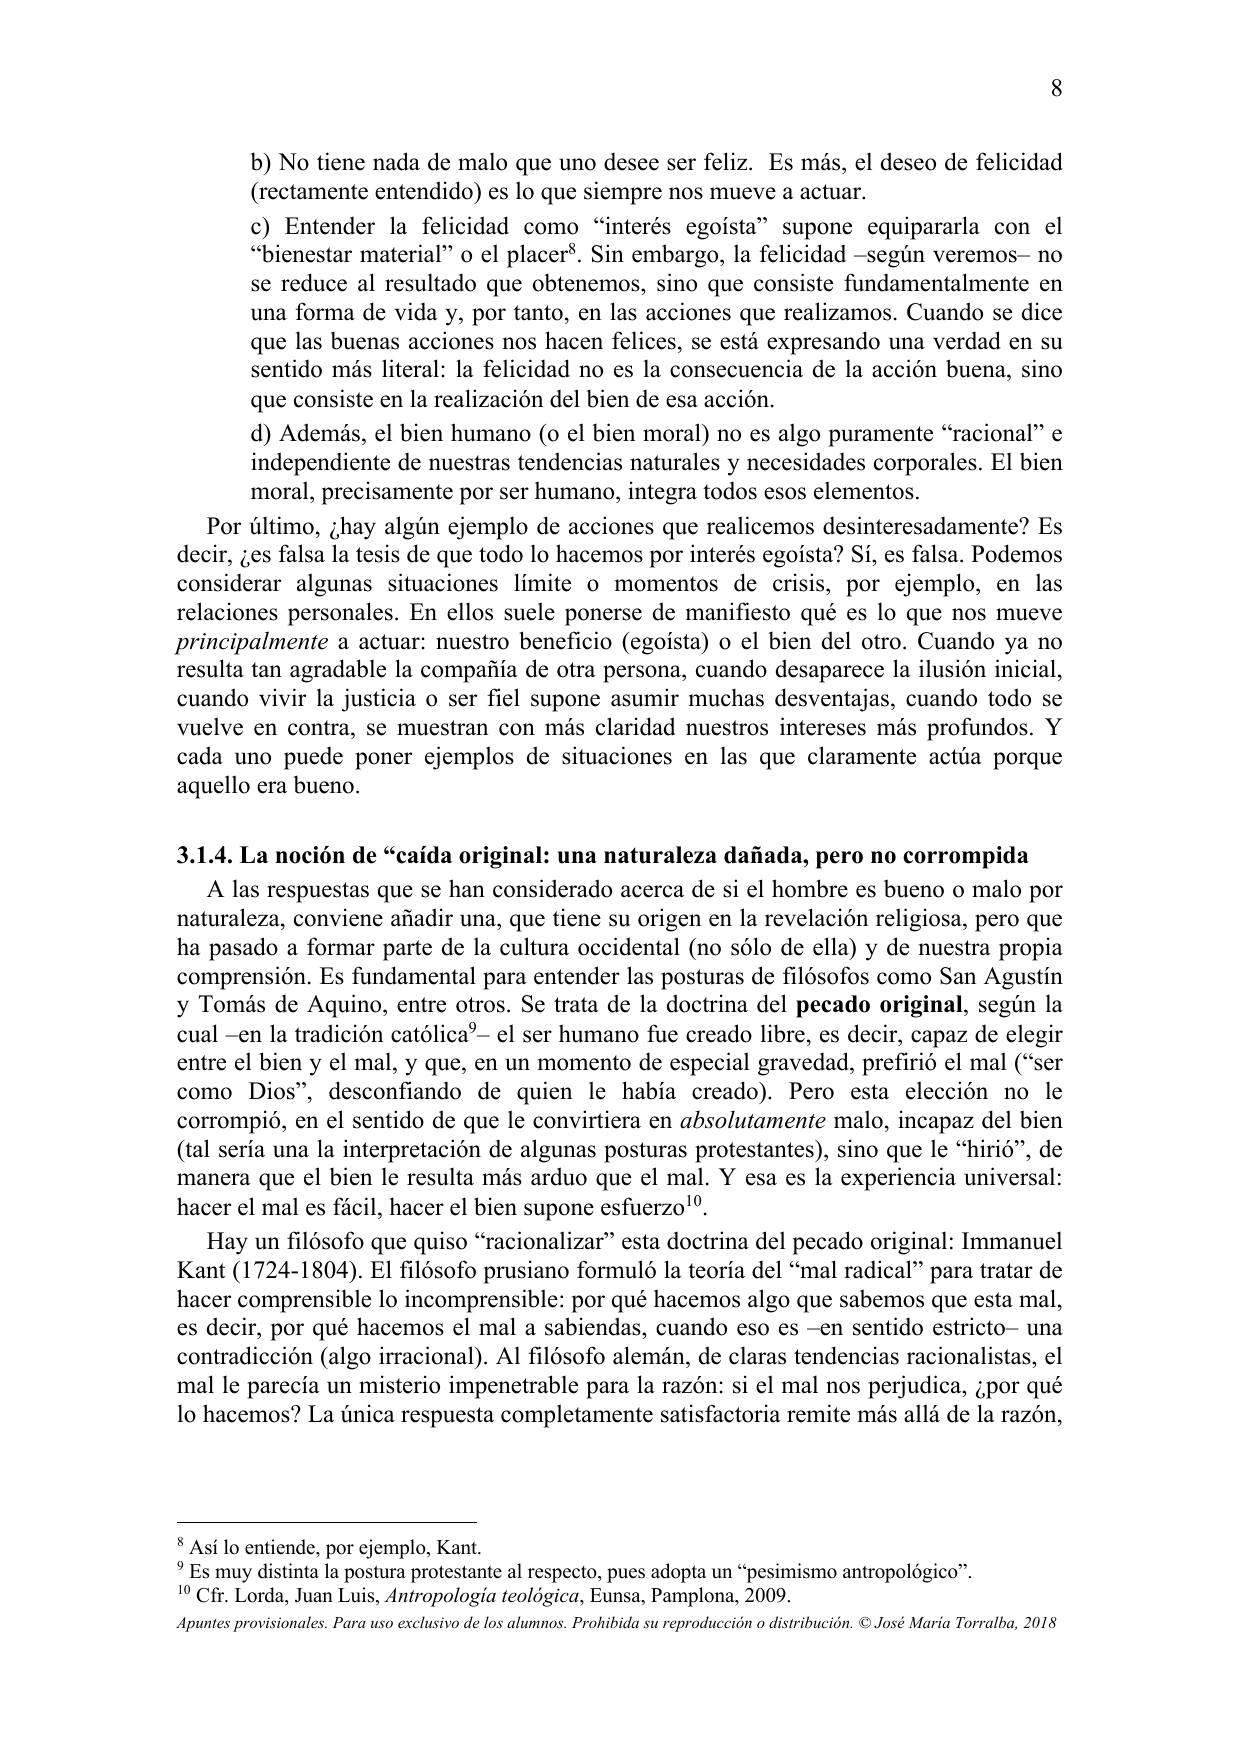 8
b) No tiene nada de malo que uno desee ser feliz.  Es más, el deseo de felicidad
(rectamente entendido) es lo que siempre nos mueve a actuar.
c) Entender la felicidad como “interés egoísta” supone equipararla con el
“bienestar material” o el placer8. Sin embargo, la felicidad –según veremos– no
se reduce al resultado que obtenemos, sino que consiste fundamentalmente en
una forma de vida y, por tanto, en las acciones que realizamos. Cuando se dice
que las buenas acciones nos hacen felices, se está expresando una verdad en su
sentido más literal: la felicidad no es la consecuencia de la acción buena, sino
que consiste en la realización del bien de esa acción.
d) Además, el bien humano (o el bien moral) no es algo puramente “racional” e
independiente de nuestras tendencias naturales y necesidades corporales. El bien
moral, precisamente por ser humano, integra todos esos elementos.
Por último, ¿hay algún ejemplo de acciones que realicemos desinteresadamente? Es
decir, ¿es falsa la tesis de que todo lo hacemos por interés egoísta? Sí, es falsa. Podemos
considerar algunas situaciones límite o momentos de crisis, por ejemplo, en las
relaciones personales. En ellos suele ponerse de manifiesto qué es lo que nos mueve
principalmente a actuar: nuestro beneficio (egoísta) o el bien del otro. Cuando ya no
resulta tan agradable la compañía de otra persona, cuando desaparece la ilusión inicial,
cuando vivir la justicia o ser fiel supone asumir muchas desventajas, cuando todo se
vuelve en contra, se muestran con más claridad nuestros intereses más profundos. Y
cada uno puede poner ejemplos de situaciones en las que claramente actúa porque
aquello era bueno.
3.1.4. La noción de “caída original: una naturaleza dañada, pero no corrompida
A las respuestas que se han considerado acerca de si el hombre es bueno o malo por
naturaleza, conviene añadir una, que tiene su origen en la revelación religiosa, pero que
ha pasado a formar parte de la cultura occidental (no sólo de ella) y de nuestra propia
comprensión. Es fundamental para entender las posturas de filósofos como San Agustín
y Tomás de Aquino, entre otros. Se trata de la doctrina del pecado original, según la
cual –en la tradición católica9– el ser humano fue creado libre, es decir, capaz de elegir
entre el bien y el mal, y que, en un momento de especial gravedad, prefirió el mal (“ser
como Dios”, desconfiando de quien le había creado). Pero esta elección no le
corrompió, en el sentido de que le convirtiera en absolutamente malo, incapaz del bien
(tal sería una la interpretación de algunas posturas protestantes), sino que le “hirió”, de
manera que el bien le resulta más arduo que el mal. Y esa es la experiencia universal:
hacer el mal es fácil, hacer el bien supone esfuerzo10.
Hay un filósofo que quiso “racionalizar” esta doctrina del pecado original: Immanuel
Kant (1724-1804). El filósofo prusiano formuló la teoría del “mal radical” para tratar de
hacer comprensible lo incomprensible: por qué hacemos algo que sabemos que esta mal,
es decir, por qué hacemos el mal a sabiendas, cuando eso es –en sentido estricto– una
contradicción (algo irracional). Al filósofo alemán, de claras tendencias racionalistas, el
mal le parecía un misterio impenetrable para la razón: si el mal nos perjudica, ¿por qué
lo hacemos? La única respuesta completamente satisfactoria remite más allá de la razón,
8 Así lo entiende, por ejemplo, Kant.
9 Es muy distinta la postura protestante al respecto, pues adopta un “pesimismo antropológico”.
10 Cfr. Lorda, Juan Luis, Antropología teológica, Eunsa, Pamplona, 2009.
Apuntes provisionales. Para uso exclusivo de los alumnos. Prohibida su reproducción o distribución. © José María Torralba, 2018